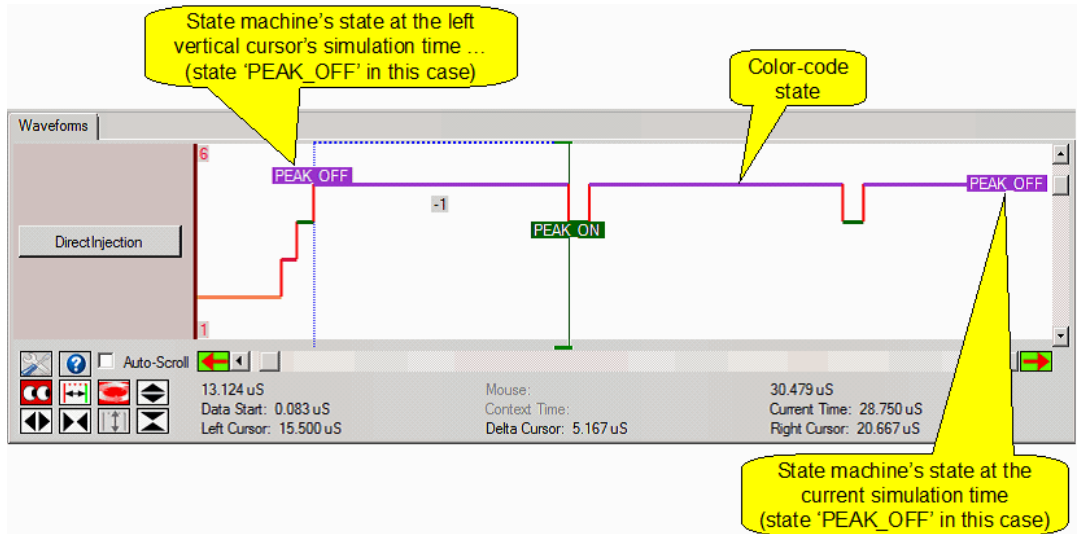 State machine's state at the left
vertical cursor's simulation time ...
(state 'PEAK_OFF' in this case)
Color-code
state
Waveforms
6
PEAK_OFF
PEAK_OFF
-1
PEAK_ON
DirectInjection
1
Auto-Scroll
13.124 uS
Mouse:
30.479 uS
Data Start: 0.083 uS
Context Time:
Current Time: 28.750 uS
Left Cursor: 15.500 uS
Delta Cursor: 5.167 uS
Right Cursor: 20.667 uS
State machine's state at the
current simulation time
(state 'PEAK_OFF' in this case)